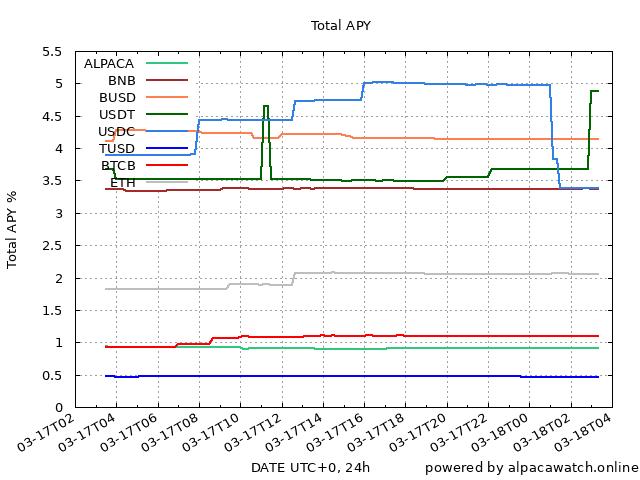 Total APY
Total APY %
5.5
5
4.5
4
3.5
3
2.5
2
1.5
1
0.5
0
ALPACA
BNB
BUSD
USDT
USDC
TUSD
BTCB
ETH
03-17T02
03-17T04
03-17T06
03-17T08
03-17T10
03-17T12
03-17T14
03-17T16
03-17T18
03-17T20
03-17T22
03-18T00
03-18T02
03-18T04
DATE UTC+0, 24h
powered by alpacawatch.online